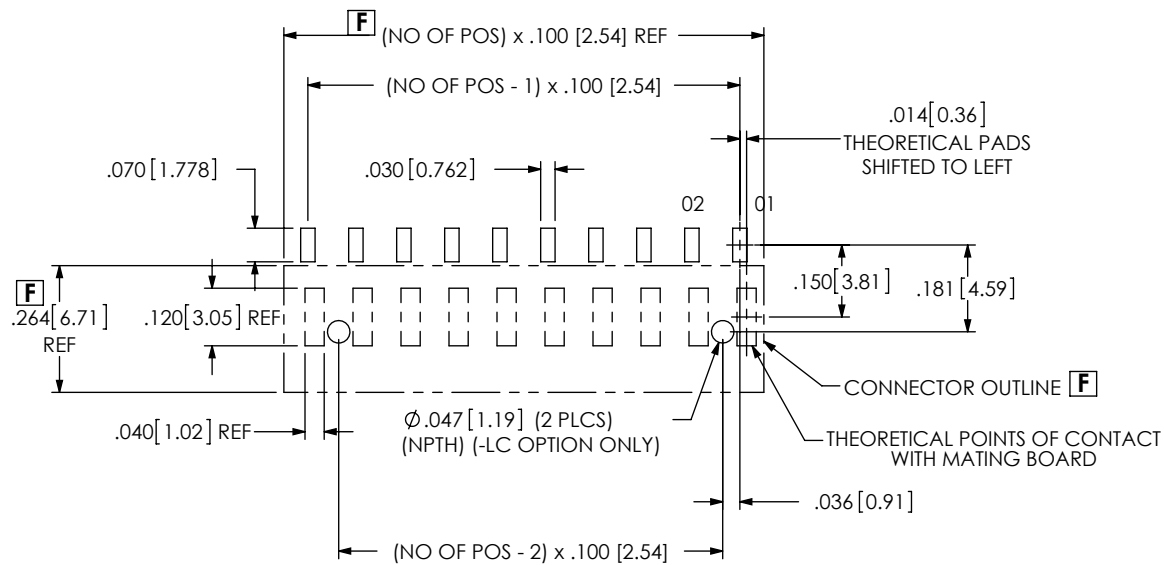 F
(NO OF POS) x .100 [2.54] REF
(NO OF POS - 1) x .100 [2.54]
.014[0.36]
THEORETICAL PADS
SHIFTED TO LEFT
.070[1.778]
.030[0.762]
02
01
F
.264[6.71]
REF
.120[3.05] REF
.150[3.81]
.181[4.59]
CONNECTOR OUTLINE F
.040[1.02] REF
Ø.047[1.19] (2 PLCS)
(NPTH) (-LC OPTION ONLY)
THEORETICAL POINTS OF CONTACT
WITH MATING BOARD
.036[0.91]
(NO OF POS - 2) x .100 [2.54]